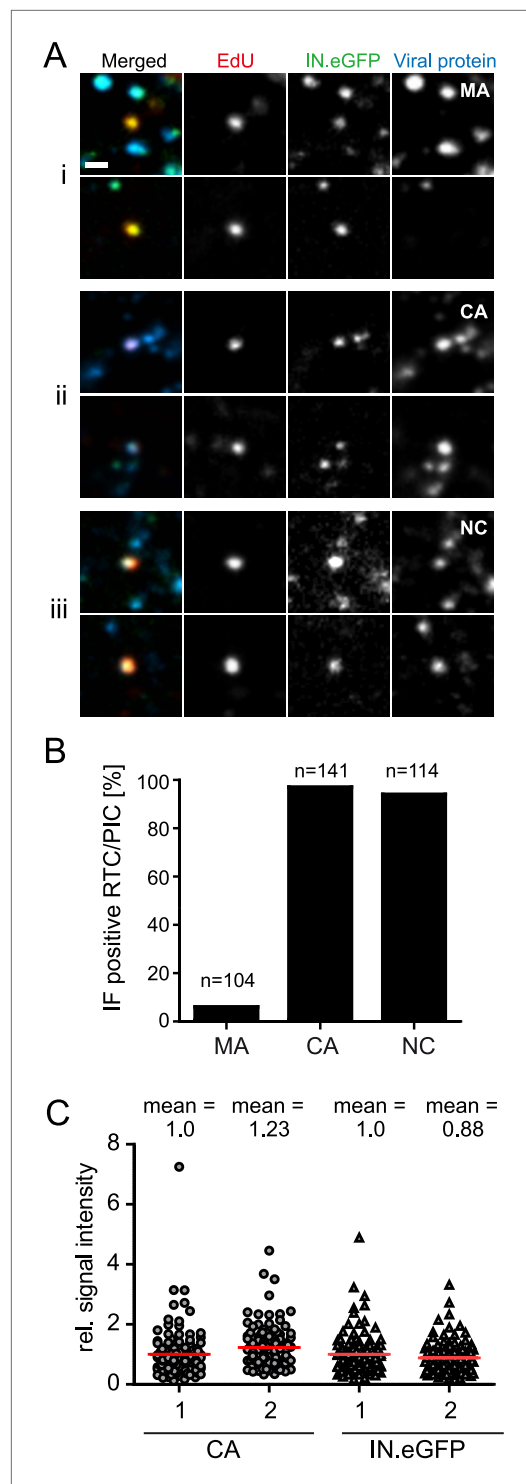 A
Merged EdU IN.eGFP Viral protein
MA
i
CA
ii
NC
iii
B
IF positive RTC/PIC [%]
100
80
60
40
20
0
n=104
n=141
n=114
MA CA NC
C
mean = mean = mean = mean =
1.0 1.23 1.0 0.88
rel. signal intensity
8
6
4
2
0
1 2 1 2
CA IN.eGFP